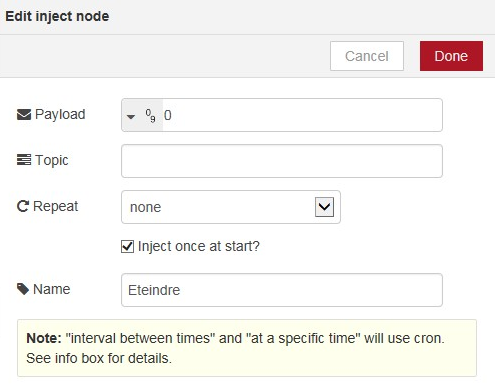 Edit inject node
Cancel Done
Payload 0 9 0
Topic
Repeat none
Inject once at start?
Name Eteindre
Note: "interval between times" and "at a specific time" will use cron.
See info box for details.